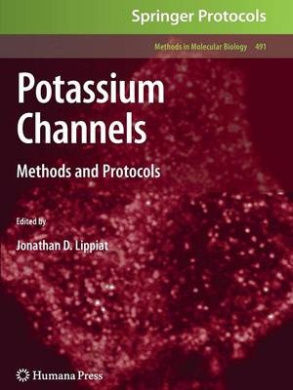 Springer Protocols
Methods in Molecular Biology 491
Potassium
Channels
Methods and Protocols
Edited By
Jonathan D. Lippiat
Humana Press